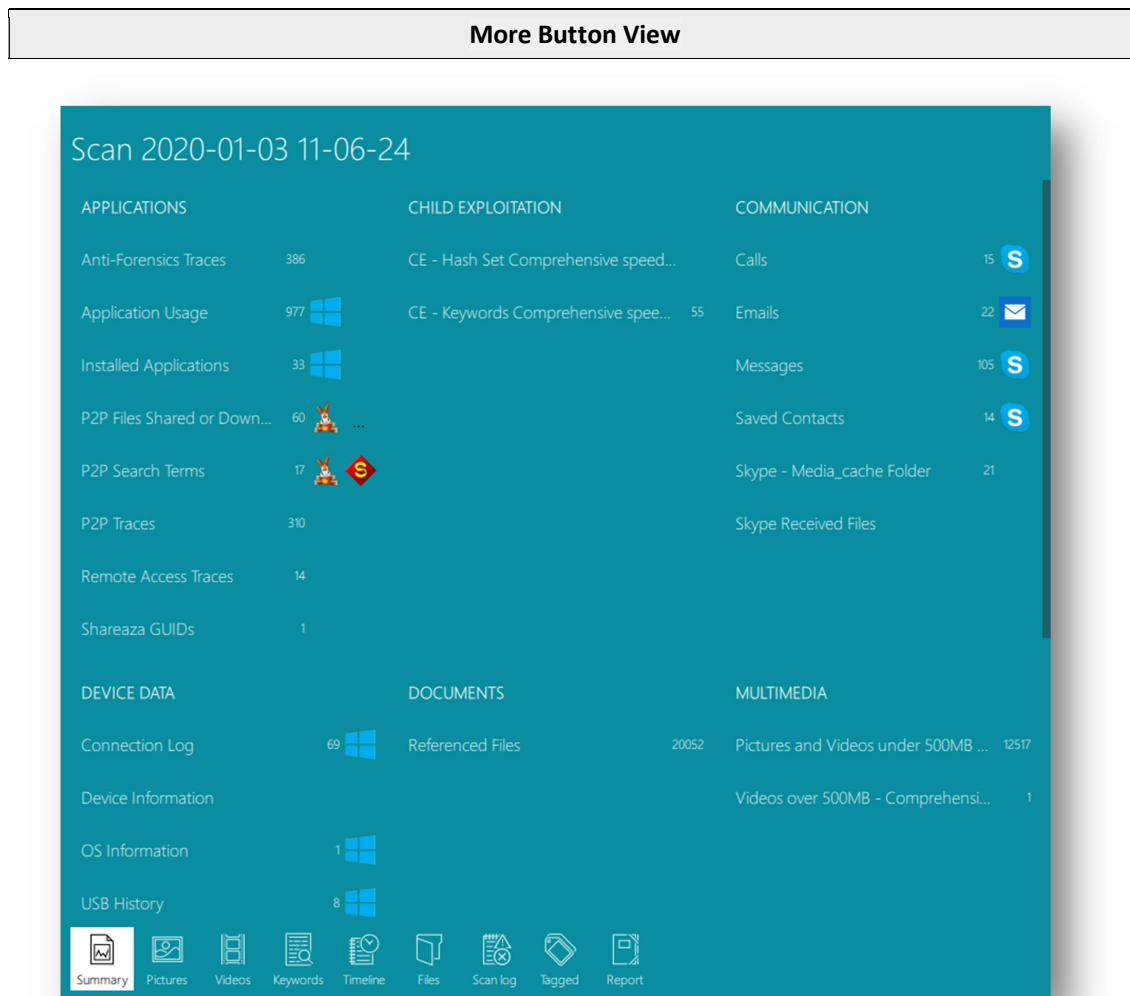 More Button View
Scan 2020-01-03 11-06-24
APPLICATIONS
Anti-Forensics Traces 386
Application Usage 977
Installed Applications 33
P2P Files Shared or Down... 60 ...
P2P Search Terms 17 S
P2P Traces 310
Remote Access Traces 14
Shareaza GUIDs 1
CHILD EXPLOITATION
CE - Hash Set Comprehensive speed...
CE - Keywords Comprehensive spee... 55
COMMUNICATION
Calls 15 S
Emails 22
Messages 105 S
Saved Contacts 14 S
Skype - Media_cache Folder 21
Skype Received Files
DEVICE DATA
Connection Log 69
Device Information
OS Information 1
USB History 8
DOCUMENTS
Referenced Files 20052
MULTIMEDIA
Pictures and Videos under 500MB ... 12517
Videos over 500MB - Comprehensi... 1
Summary Pictures Videos Keywords Timeline Files Scan log Tagged Report